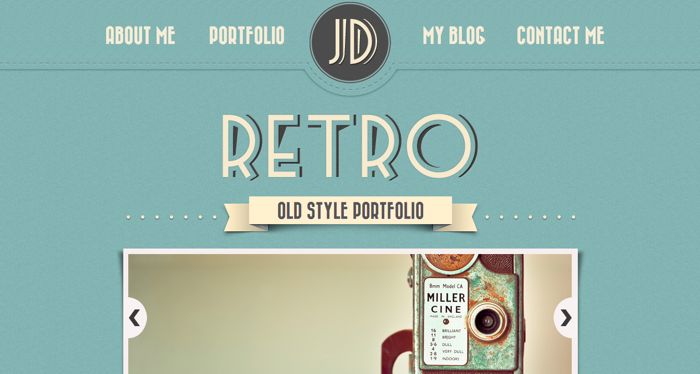 ABOUT ME
PORTFOLIO
JD
MY BLOG
CONTACT ME
RETRO
OLD STYLE PORTFOLIO
8mm Model CA
MILLER
CINE
MADE IN ENGLAND
16 BRILLIANT
11 BRIGHT
8 DULL
5·6
4 VERY DULL
2·8 INDOORS